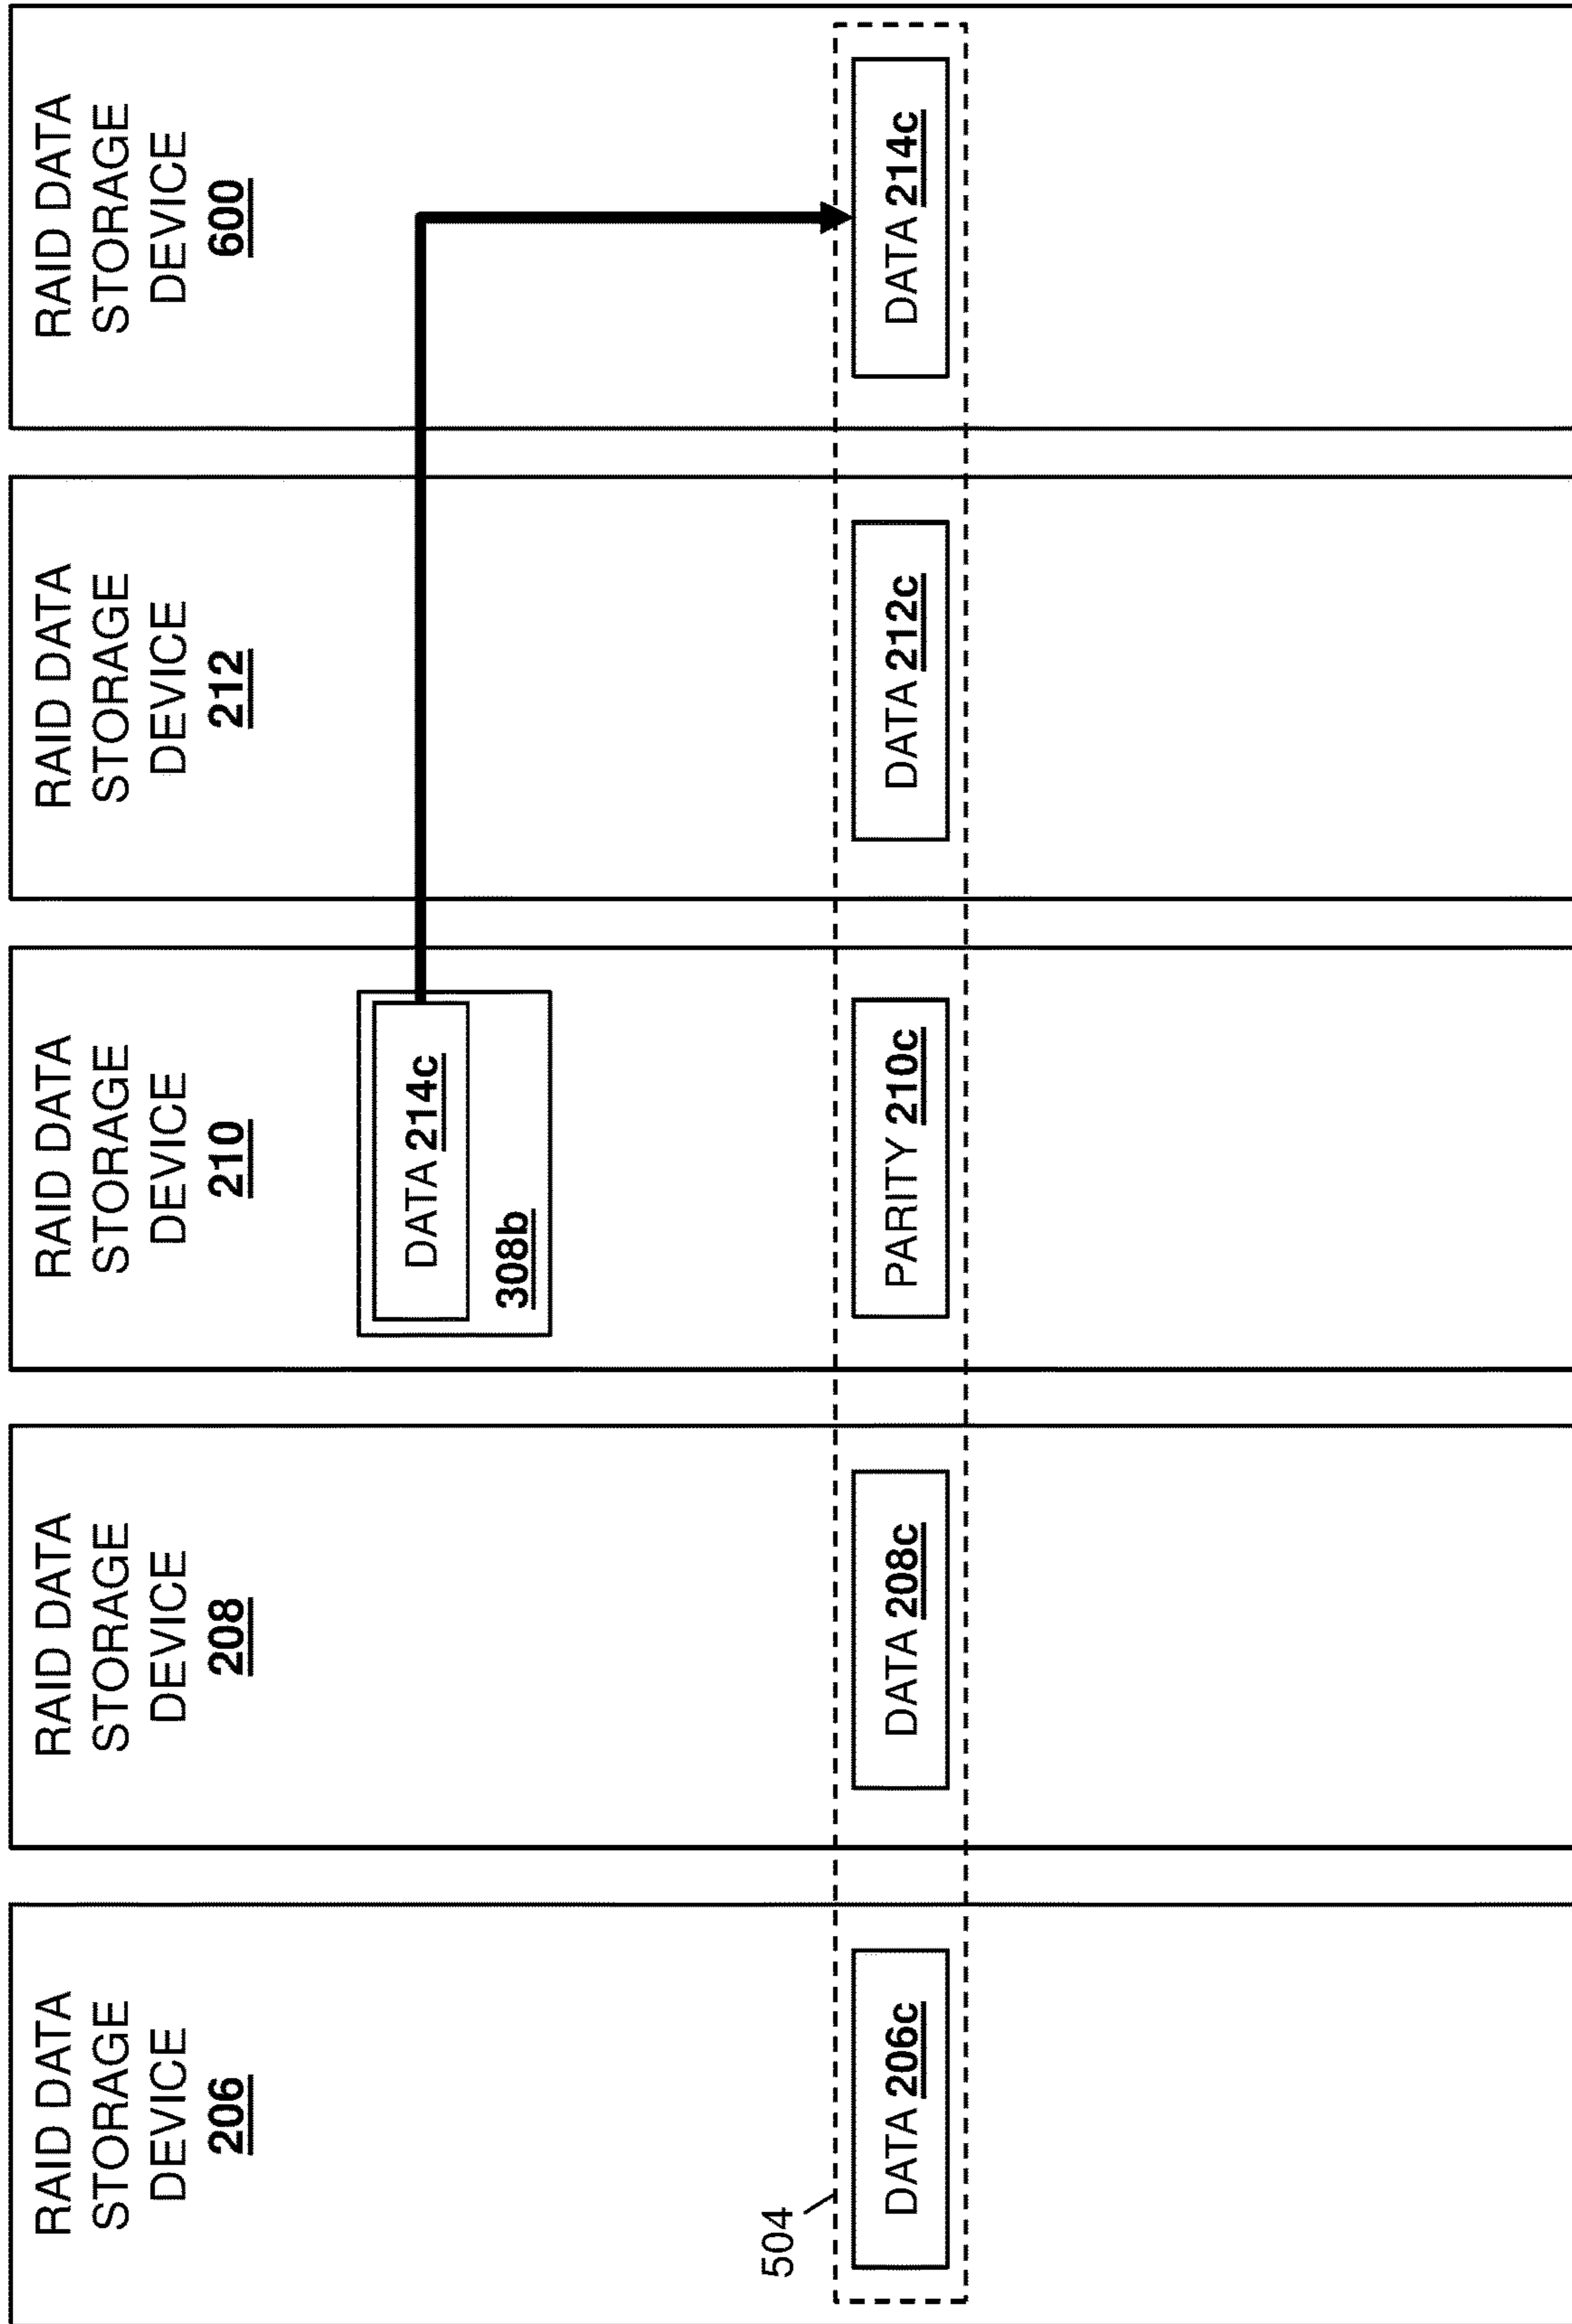 RAID DATA
STORAGE
DEVICE
206
RAID DATA
STORAGE
DEVICE
208
RAID DATA
STORAGE
DEVICE
210
RAID DATA
STORAGE
DEVICE
212
RAID DATA
STORAGE
DEVICE
600
DATA 214c
308b
504
DATA 206c
DATA 208c
PARITY 210c
DATA 212c
DATA 214c